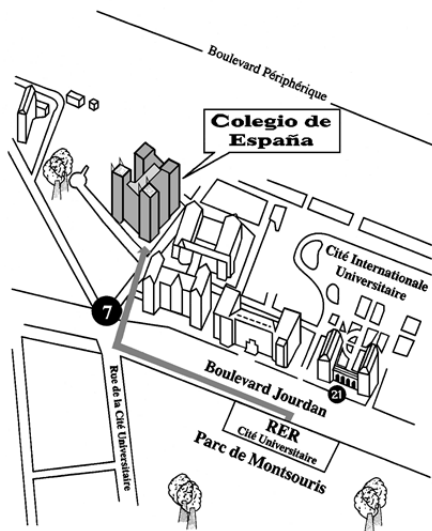 Boulevard Périphérique
Colegio de
España
Cité Internationale
Universitaire
7
Boulevard Jourdan
21
Rue de la Cité Universitaire
RER
Cité Universitaire
Parc de Montsouris